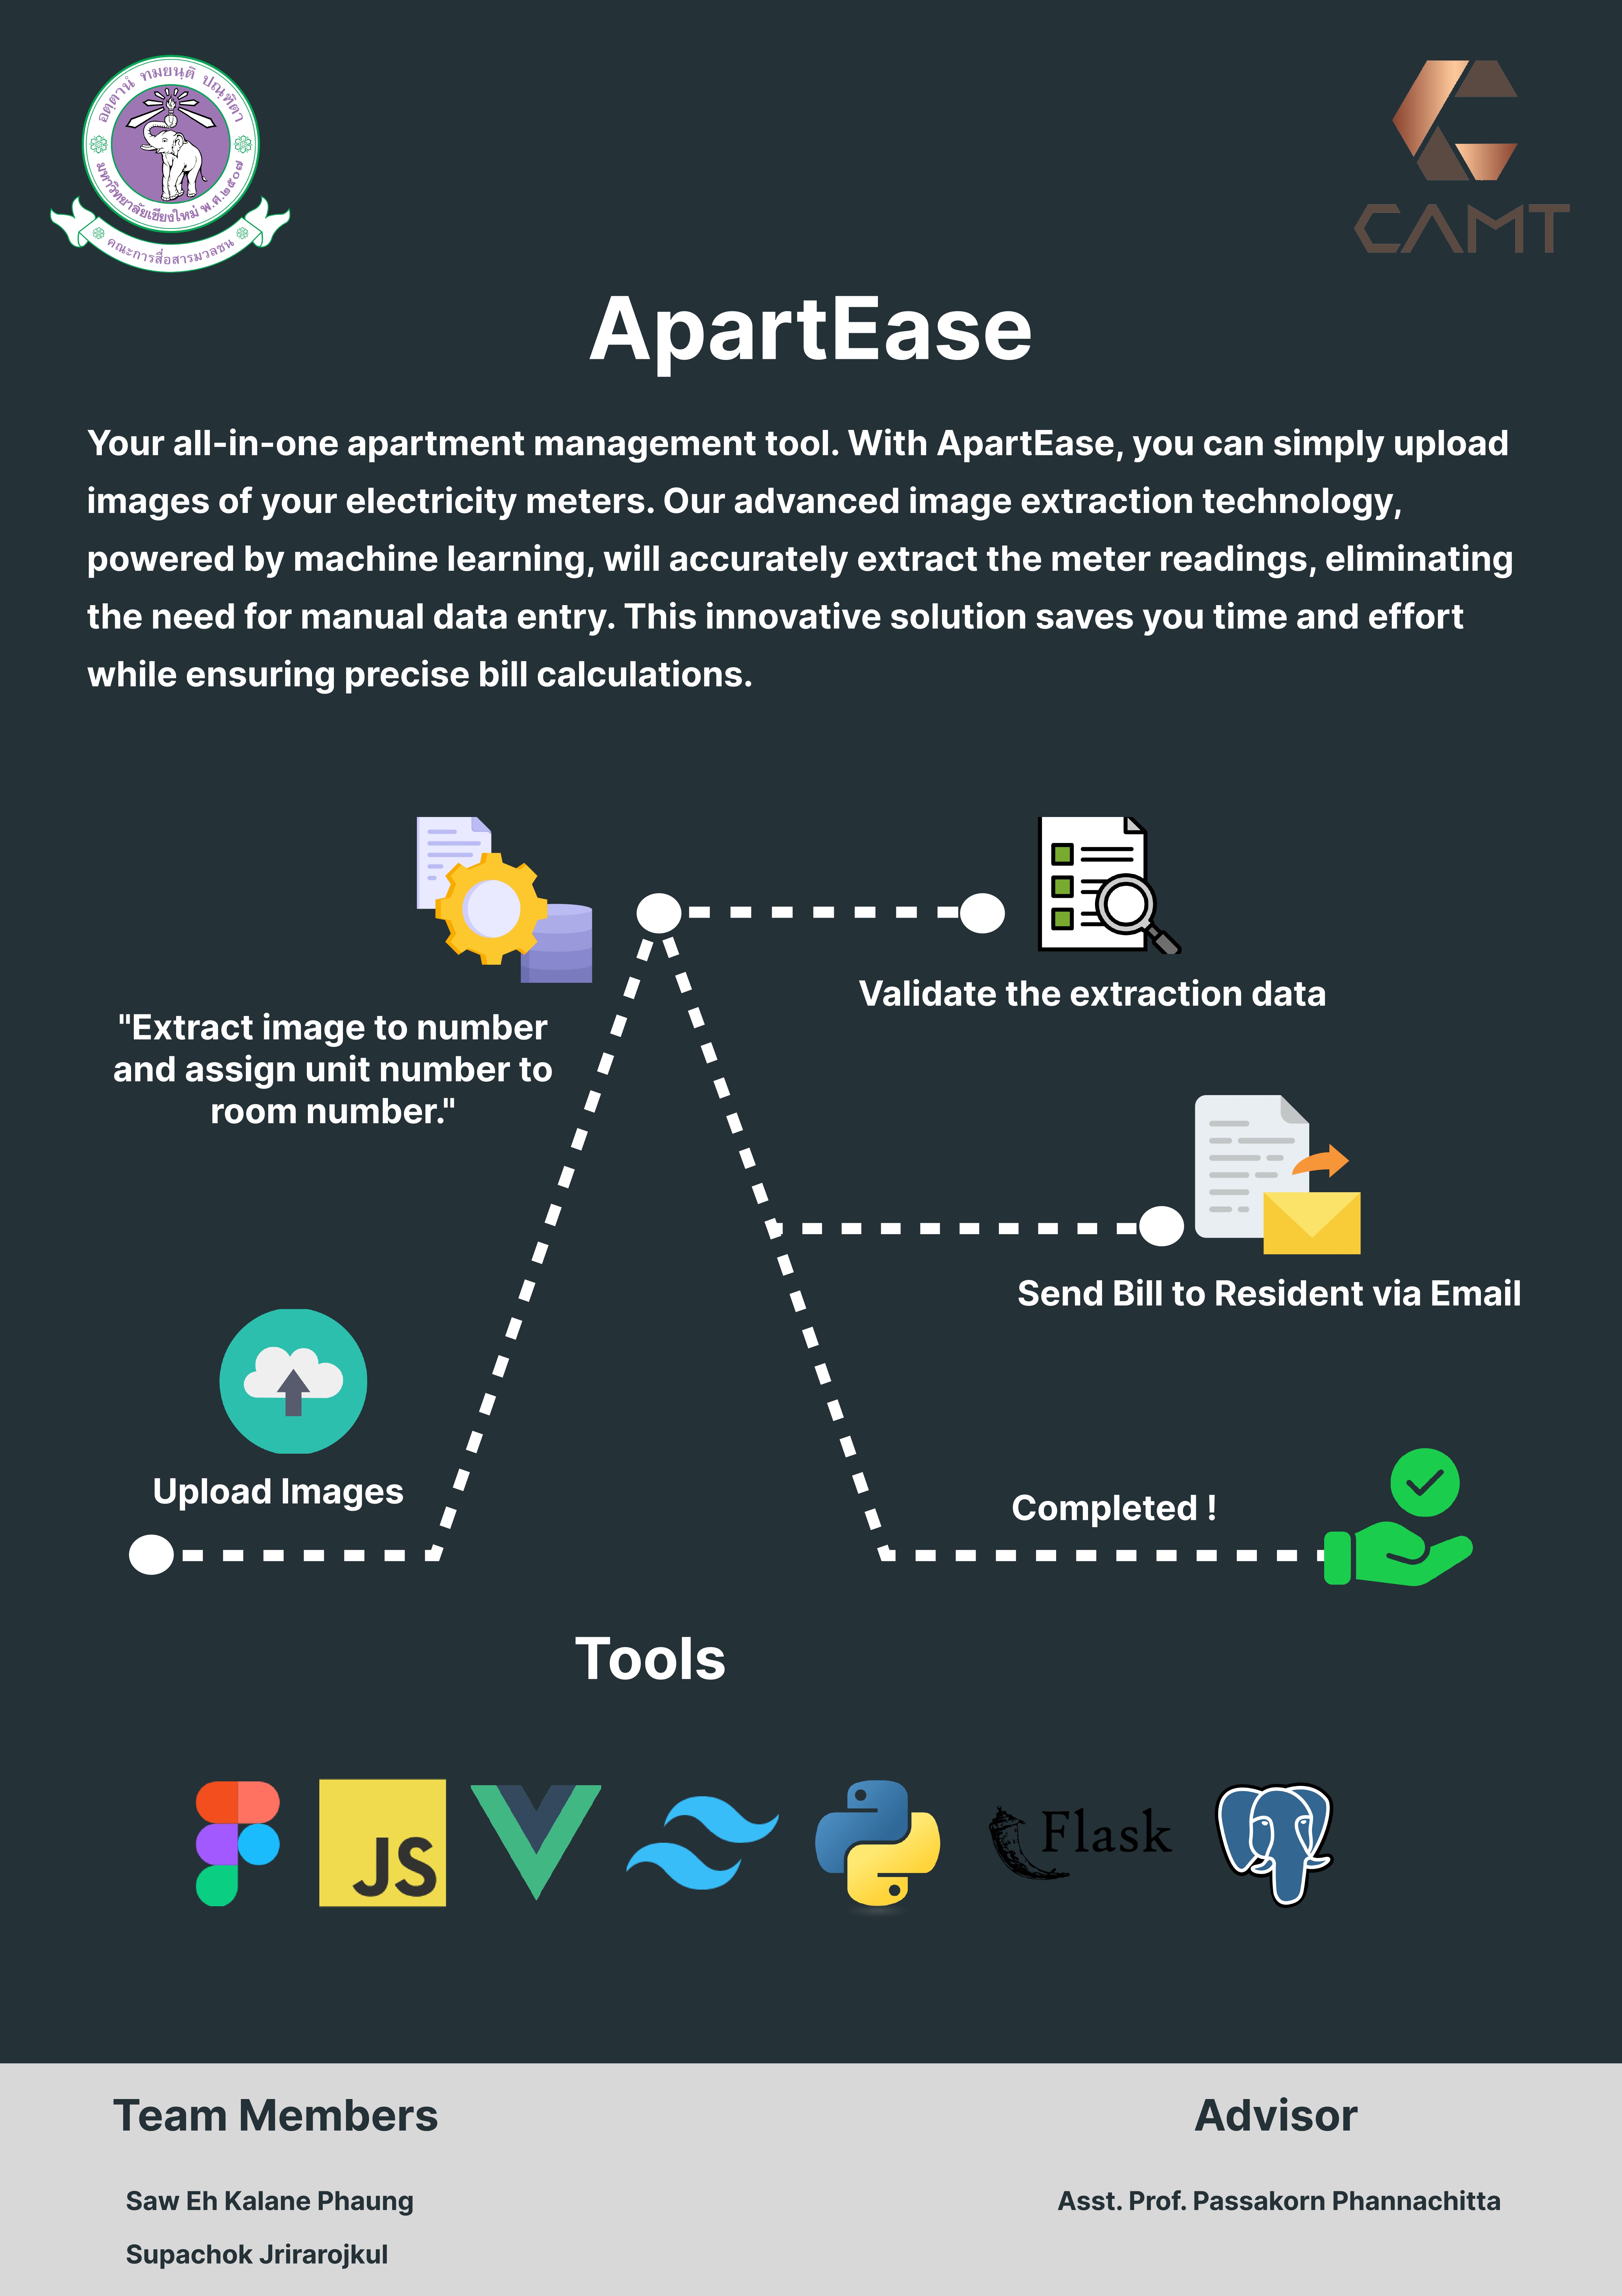 อตฺตานํ ทมยนฺติ ปณฺฑิตา
มหาวิทยาลัยเชียงใหม่ พ.ศ.๒๕๐๗
คณะการสื่อสารมวลชน
CAMT
ApartEase
Your all-in-one apartment management tool. With ApartEase, you can simply upload
images of your electricity meters. Our advanced image extraction technology,
powered by machine learning, will accurately extract the meter readings, eliminating
the need for manual data entry. This innovative solution saves you time and effort
while ensuring precise bill calculations.
"Extract image to number
and assign unit number to
room number."
Validate the extraction data
Send Bill to Resident via Email
Upload Images
Completed !
Tools
JS
Flask
Team Members
Advisor
Saw Eh Kalane Phaung
Asst. Prof. Passakorn Phannachitta
Supachok Jrirarojkul